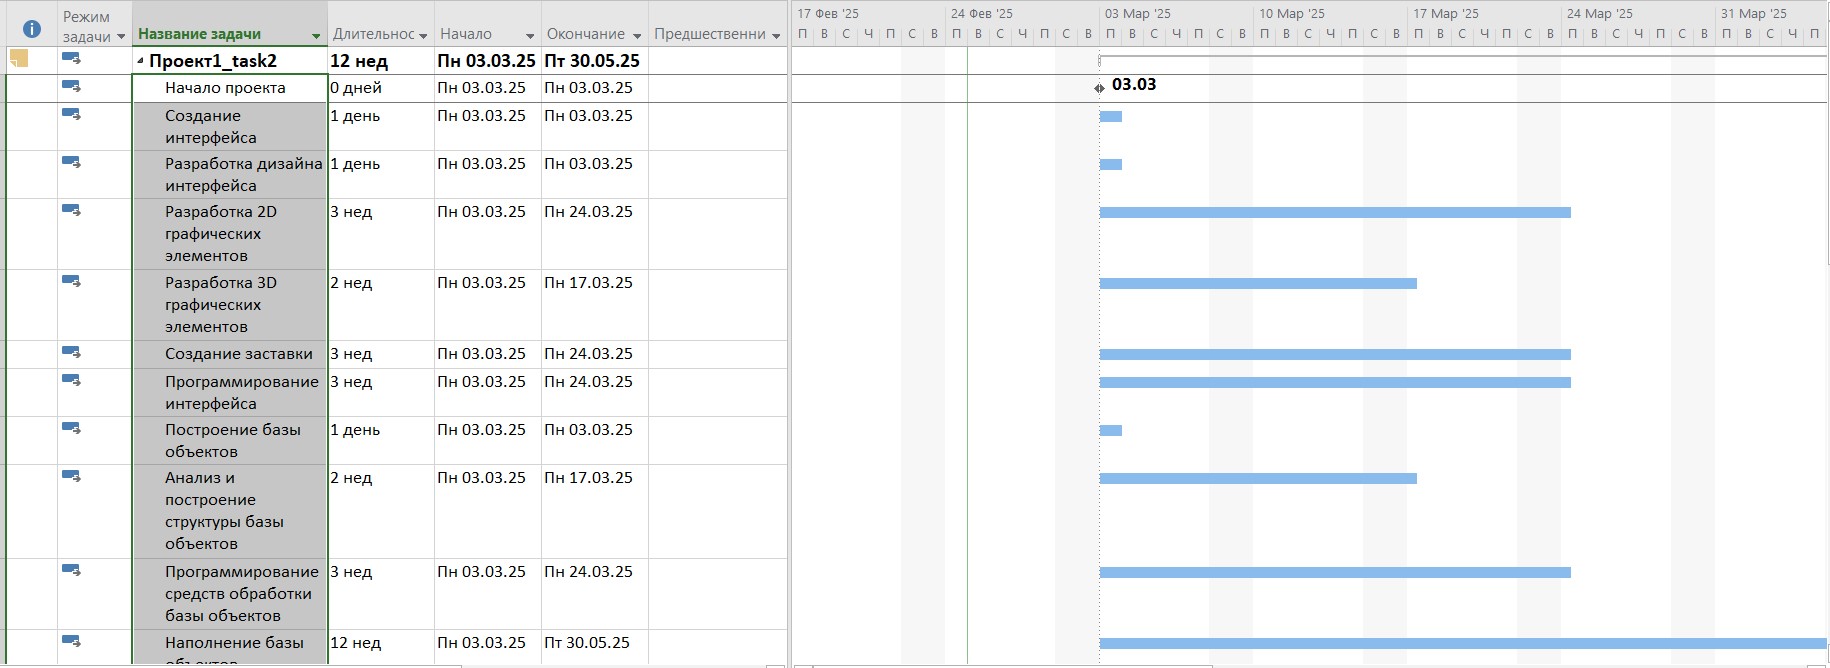 Режим задачи Название задачи Длительнос Начало Окончание Предшественни
17 Фев '25 24 Фев '25 03 Мар '25 10 Мар '25 17 Мар '25 24 Мар '25 31 Мар '25
П В С Ч П С В П В С Ч П С В П В С Ч П С В П В С Ч П С В П В С Ч П С В П В С Ч П С В П В С Ч П
Проект1_task2 12 нед Пн 03.03.25 Пт 30.05.25
Начало проекта 0 дней Пн 03.03.25 Пн 03.03.25 03.03
Создание 1 день Пн 03.03.25 Пн 03.03.25
интерфейса
Разработка дизайна 1 день Пн 03.03.25 Пн 03.03.25
интерфейса
Разработка 2D 3 нед Пн 03.03.25 Пн 24.03.25
графических
элементов
Разработка 3D 2 нед Пн 03.03.25 Пн 17.03.25
графических
элементов
Создание заставки 3 нед Пн 03.03.25 Пн 24.03.25
Программирование 3 нед Пн 03.03.25 Пн 24.03.25
интерфейса
Построение базы 1 день Пн 03.03.25 Пн 03.03.25
объектов
Анализ и 2 нед Пн 03.03.25 Пн 17.03.25
построение
структуры базы
объектов
Программирование 3 нед Пн 03.03.25 Пн 24.03.25
средств обработки
базы объектов
Наполнение базы 12 нед Пн 03.03.25 Пт 30.05.25